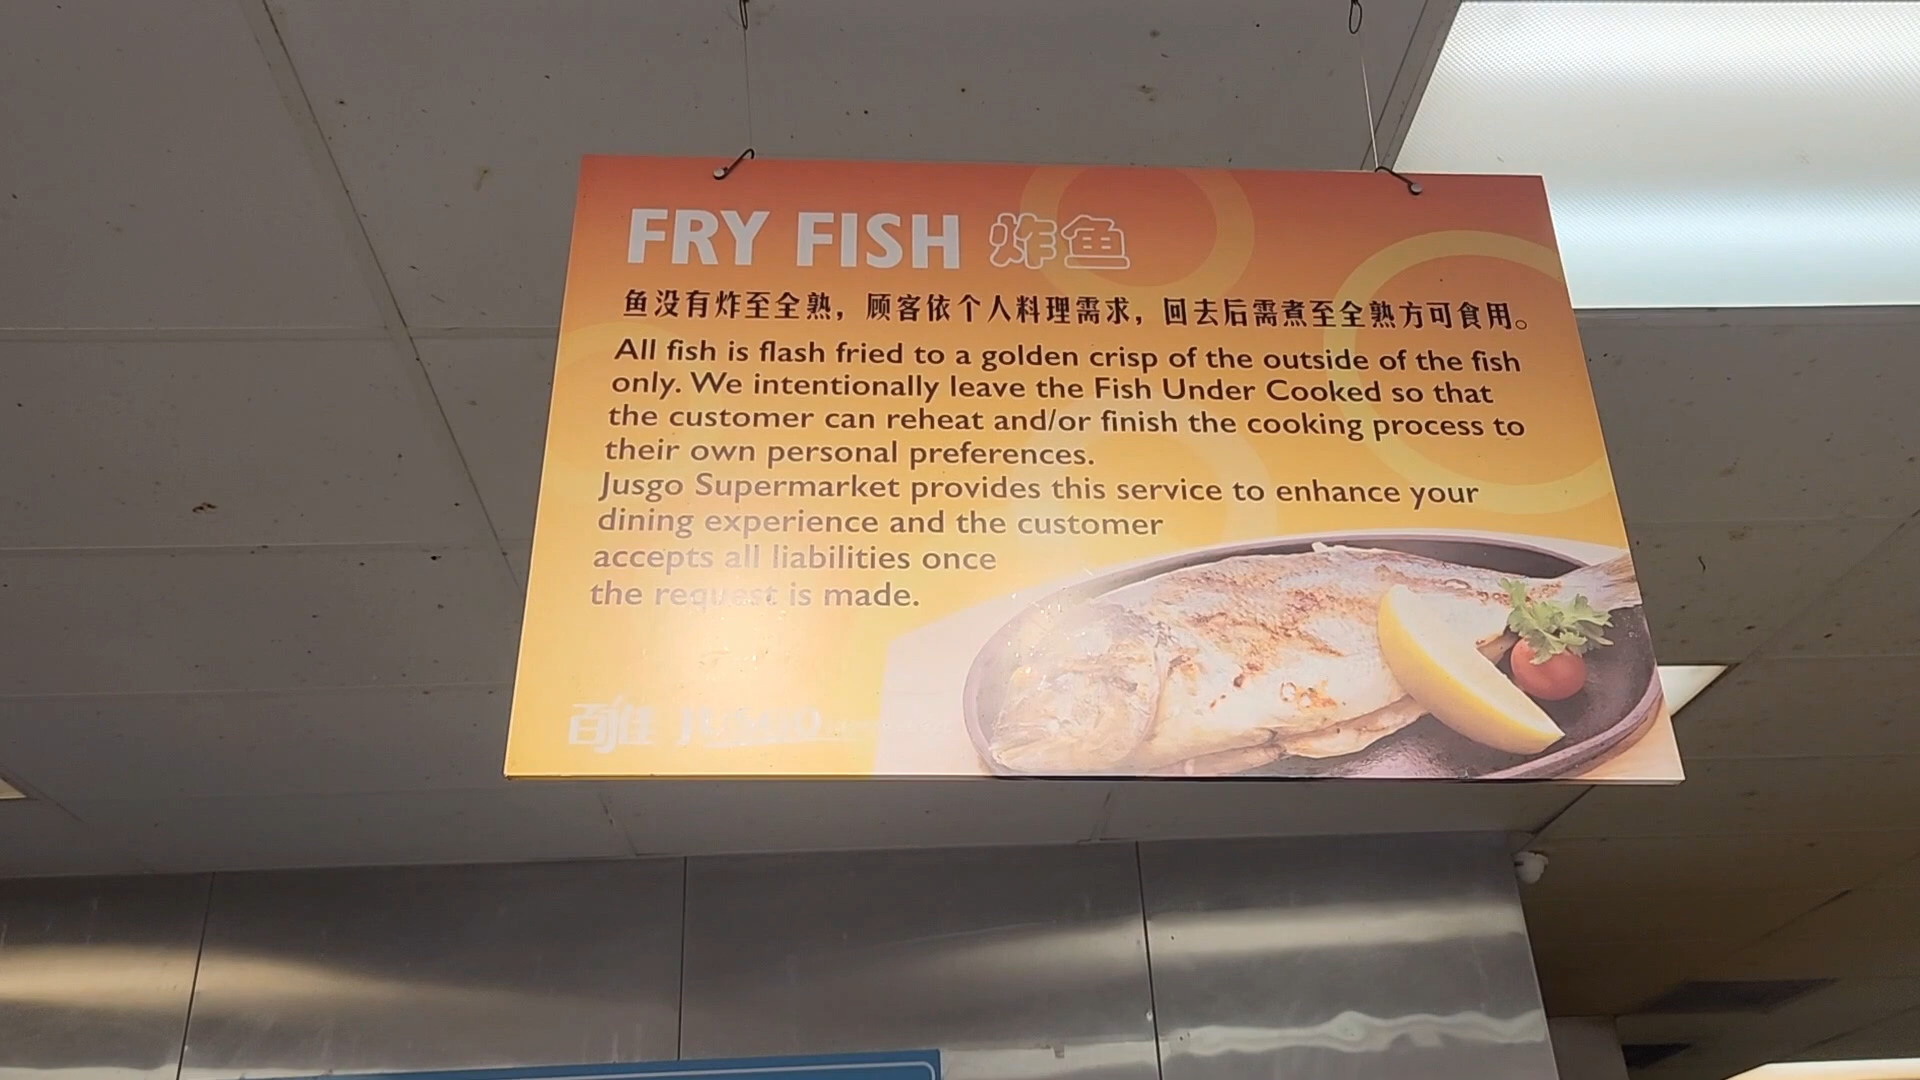 FRY FISH 炸鱼
鱼没有炸至全熟，顾客依个人料理需求，回去后需煮至全熟方可食用。
All fish is flash fried to a golden crisp of the outside of the fish
only. We intentionally leave the Fish Under Cooked so that
the customer can reheat and/or finish the cooking process to
their own personal preferences.
Jusgo Supermarket provides this service to enhance your
dining experience and the customer
accepts all liabilities once
the request is made.
百佳 JUSGO